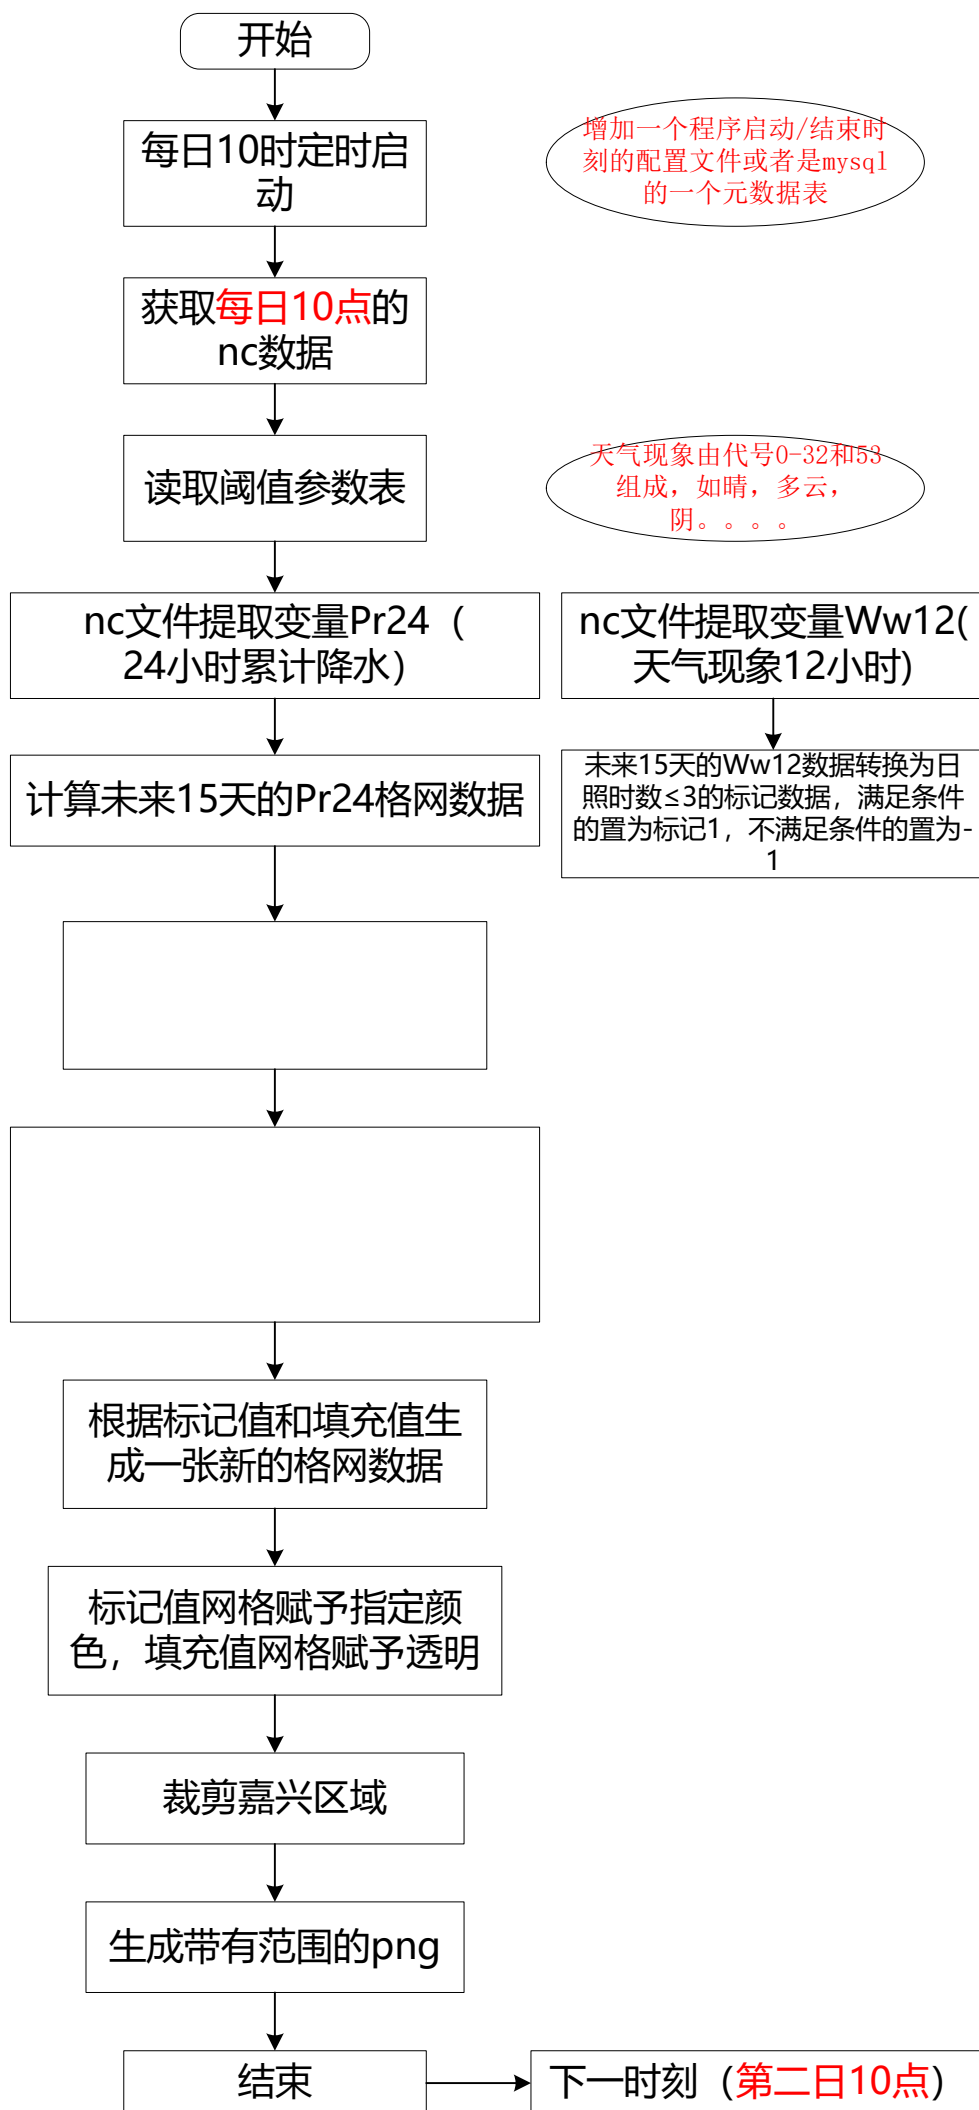 开始
每日10时定时启
动
增加一个程序启动/结束时
刻的配置文件或者是mysql
的一个元数据表
获取每日10点的
nc数据
读取阈值参数表
天气现象由代号0-32和53
组成，如晴，多云，
阴。。。。
nc文件提取变量Pr24（
24小时累计降水）
nc文件提取变量Ww12(
天气现象12小时)
计算未来15天的Pr24格网数据
未来15天的Ww12数据转换为日
照时数≤3的标记数据，满足条件
的置为标记1，不满足条件的置为-
1
根据标记值和填充值生
成一张新的格网数据
标记值网格赋予指定颜
色，填充值网格赋予透明
裁剪嘉兴区域
生成带有范围的png
结束
下一时刻（第二日10点）